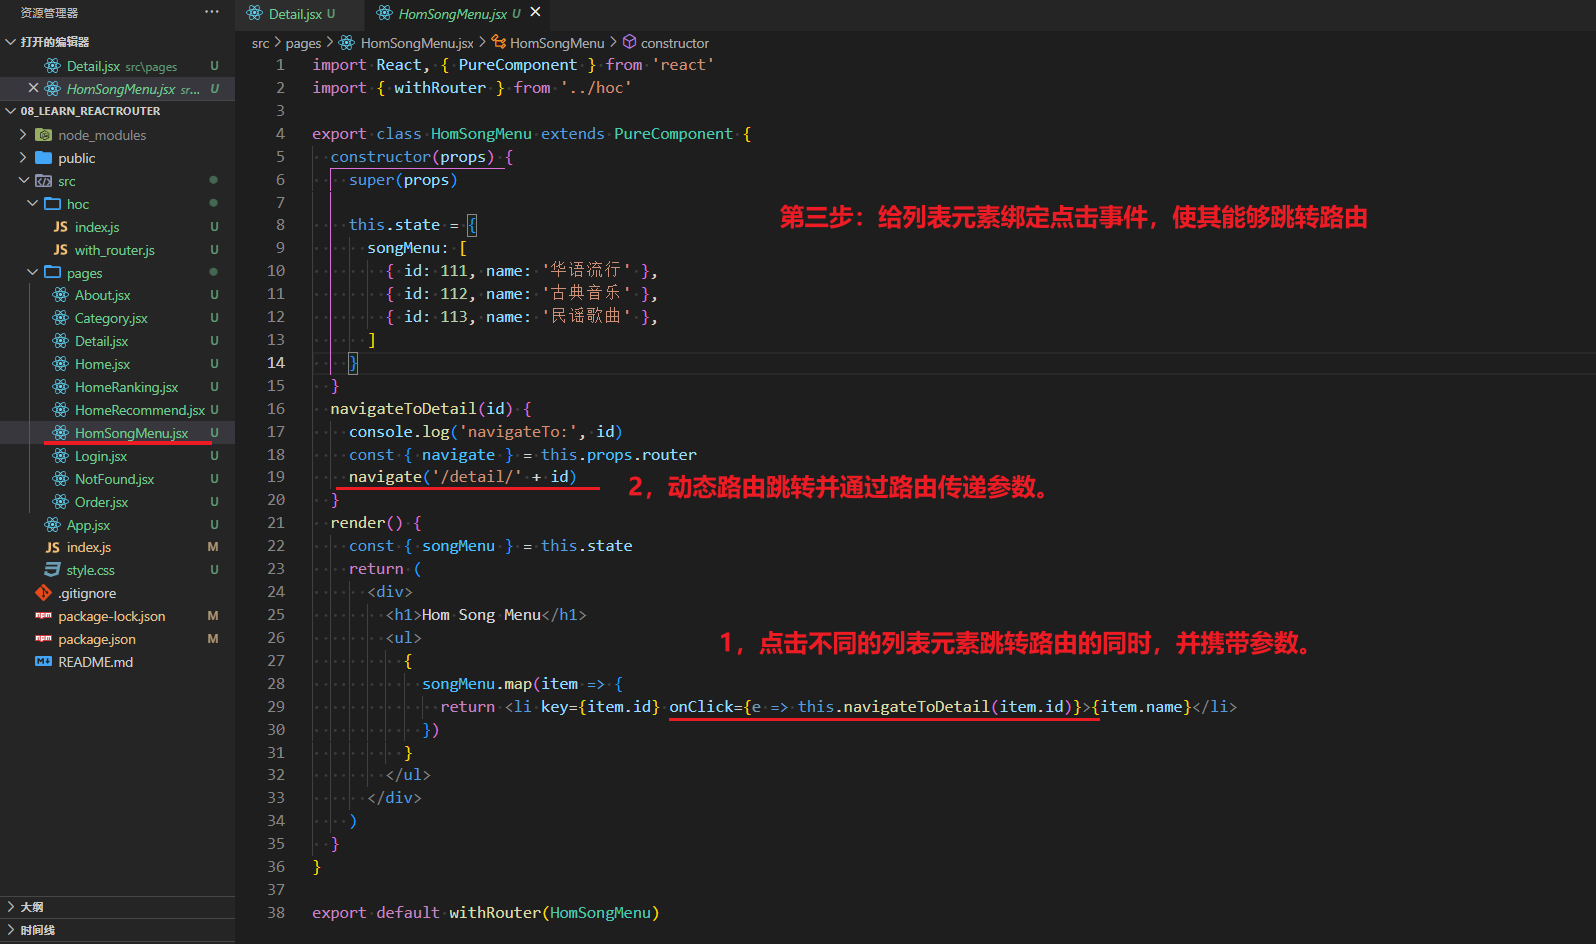 资源管理器 ···
打开的编辑器
Detail.jsx src\pages U
HomSongMenu.jsx sr... U
08_LEARN_REACTROUTER
node_modules
public
src
hoc
index.js U
with_router.js U
pages
About.jsx U
Category.jsx U
Detail.jsx U
Home.jsx U
HomeRanking.jsx U
HomeRecommend.jsx U
HomSongMenu.jsx U
Login.jsx U
NotFound.jsx U
Order.jsx U
App.jsx U
index.js M
style.css U
.gitignore
package-lock.json M
package.json M
README.md
大纲
时间线
Detail.jsx U HomSongMenu.jsx U
src > pages > HomSongMenu.jsx > HomSongMenu > constructor
1 import React, { PureComponent } from 'react'
2 import { withRouter } from '../hoc'
3
4 export class HomSongMenu extends PureComponent {
5 constructor(props) {
6 super(props)
7
第三步：给列表元素绑定点击事件，使其能够跳转路由
8 this.state = {
9 songMenu: [
10 { id: 111, name: '华语流行' },
11 { id: 112, name: '古典音乐' },
12 { id: 113, name: '民谣歌曲' },
13 ]
14 }
15 }
16 navigateToDetail(id) {
17 console.log('navigateTo:', id)
18 const { navigate } = this.props.router
19 navigate('/detail/' + id)
2，动态路由跳转并通过路由传递参数。
20 }
21 render() {
22 const { songMenu } = this.state
23 return (
24 <div>
25 <h1>Hom Song Menu</h1>
26 <ul>
1，点击不同的列表元素跳转路由的同时，并携带参数。
27 {
28 songMenu.map(item => {
29 return <li key={item.id} onClick={e => this.navigateToDetail(item.id)}>{item.name}</li>
30 })
31 }
32 </ul>
33 </div>
34 )
35 }
36 }
37
38 export default withRouter(HomSongMenu)